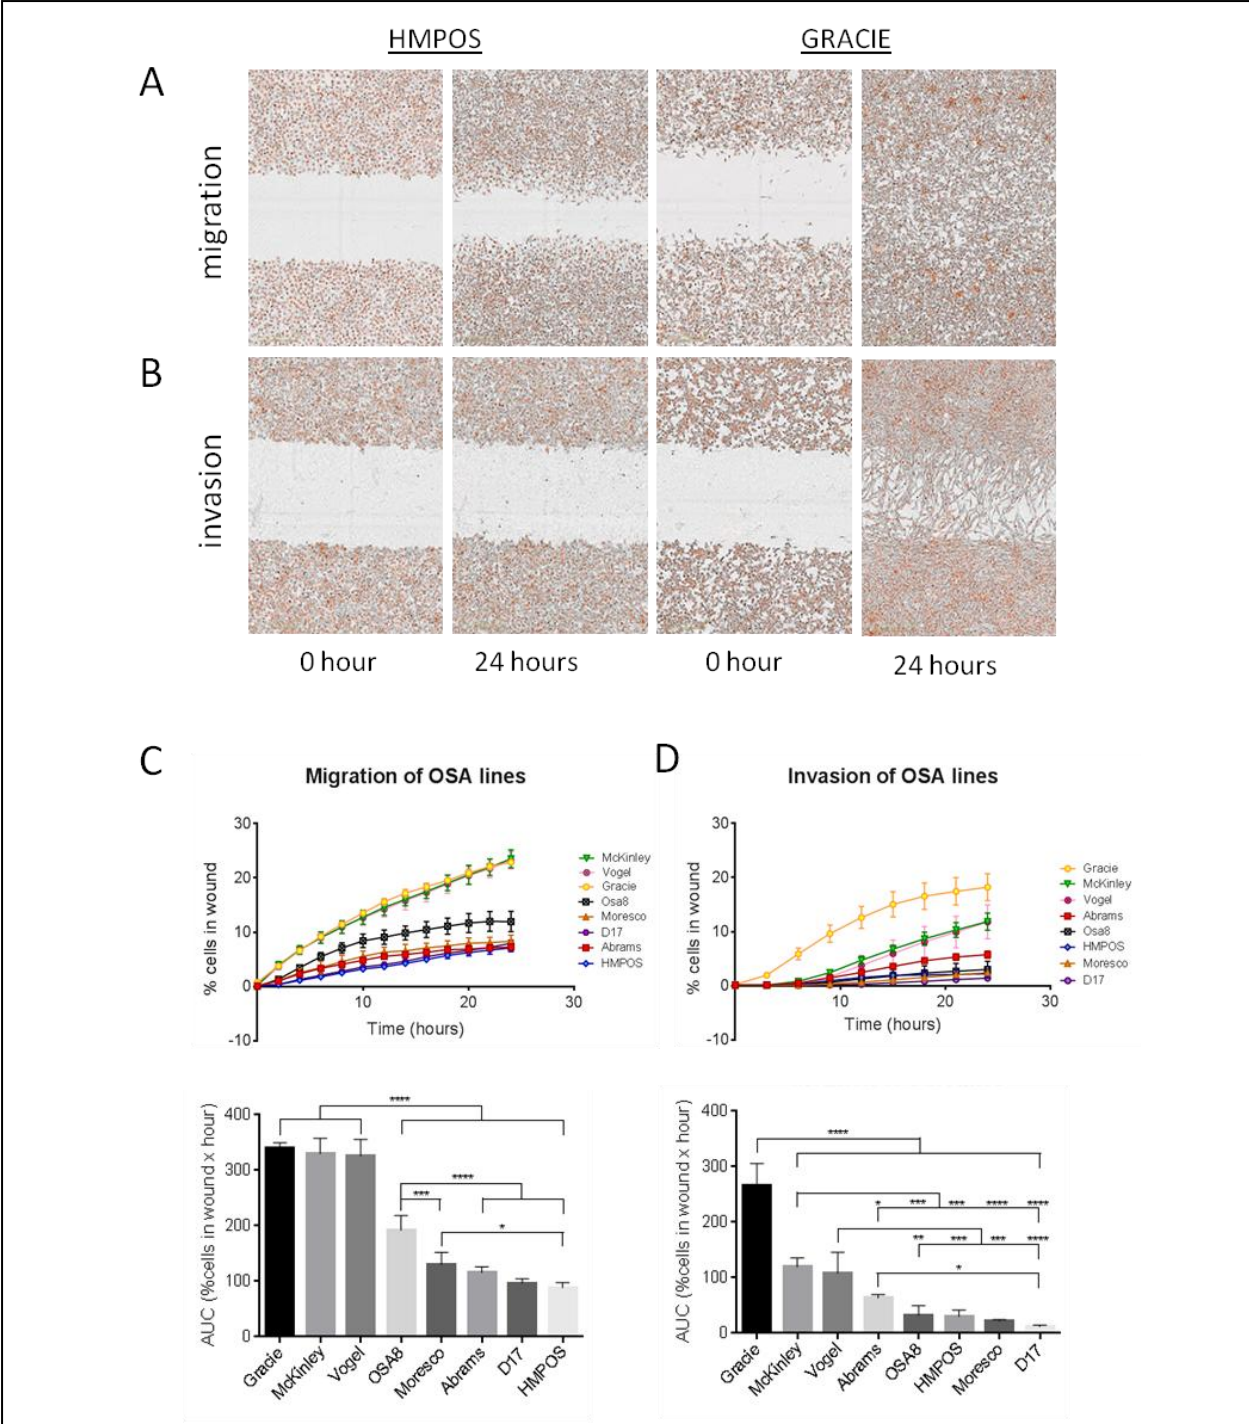 HMPOS
GRACIE
A
migration
B
invasion
0 hour
24 hours
0 hour
24 hours
C
Migration of OSA lines
% cells in wound
30
20
10
0
-10
10
20
30
Time (hours)
McKinley
Vogel
Gracie
Osa8
Moresco
D17
Abrams
HMPOS
D
Invasion of OSA lines
% cells in wound
30
20
10
0
-10
10
20
30
Time (hours)
Gracie
McKinley
Vogel
Abrams
Osa8
HMPOS
Moresco
D17
AUC (%cells in wound x hour)
400
300
200
100
0
****
****
***
*
Gracie
McKinley
Vogel
OSA8
Moresco
Abrams
D17
HMPOS
AUC (%cells in wound x hour)
400
300
200
100
0
****
* *** *** **** ****
** *** *** ****
*
Gracie
McKinley
Vogel
Abrams
OSA8
HMPOS
Moresco
D17